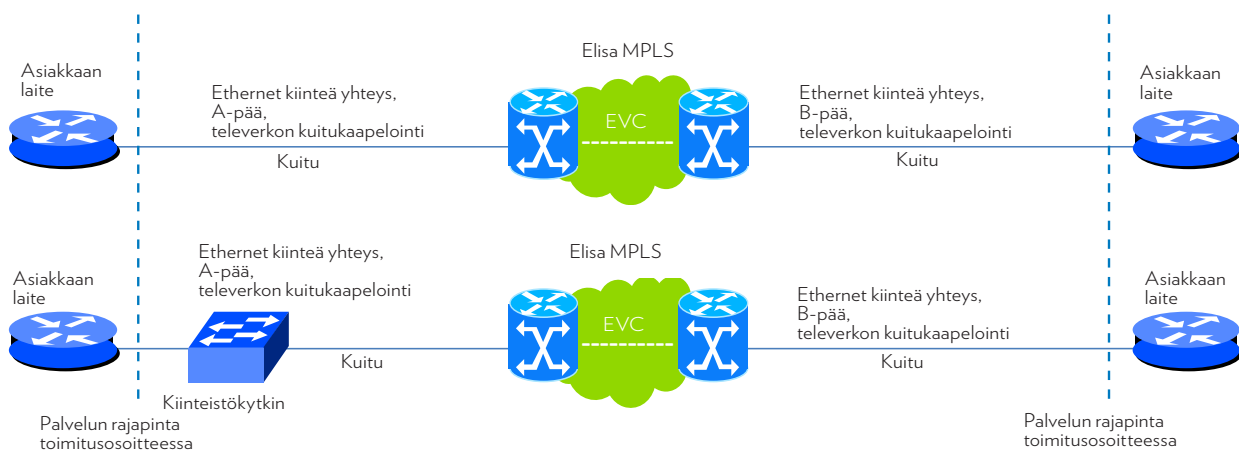 Elisa MPLS
Asiakkaan
laite
Ethernet kiinteä yhteys,
A-pää,
televerkon kuitukaapelointi
Kuitu
EVC
Ethernet kiinteä yhteys,
B-pää,
televerkon kuitukaapelointi
Kuitu
Asiakkaan
laite
Elisa MPLS
Asiakkaan
laite
Ethernet kiinteä yhteys,
A-pää,
televerkon kuitukaapelointi
Kuitu
Kiinteistökytkin
EVC
Ethernet kiinteä yhteys,
B-pää,
televerkon kuitukaapelointi
Kuitu
Asiakkaan
laite
Palvelun rajapinta
toimitusosoitteessa
Palvelun rajapinta
toimitusosoitteessa